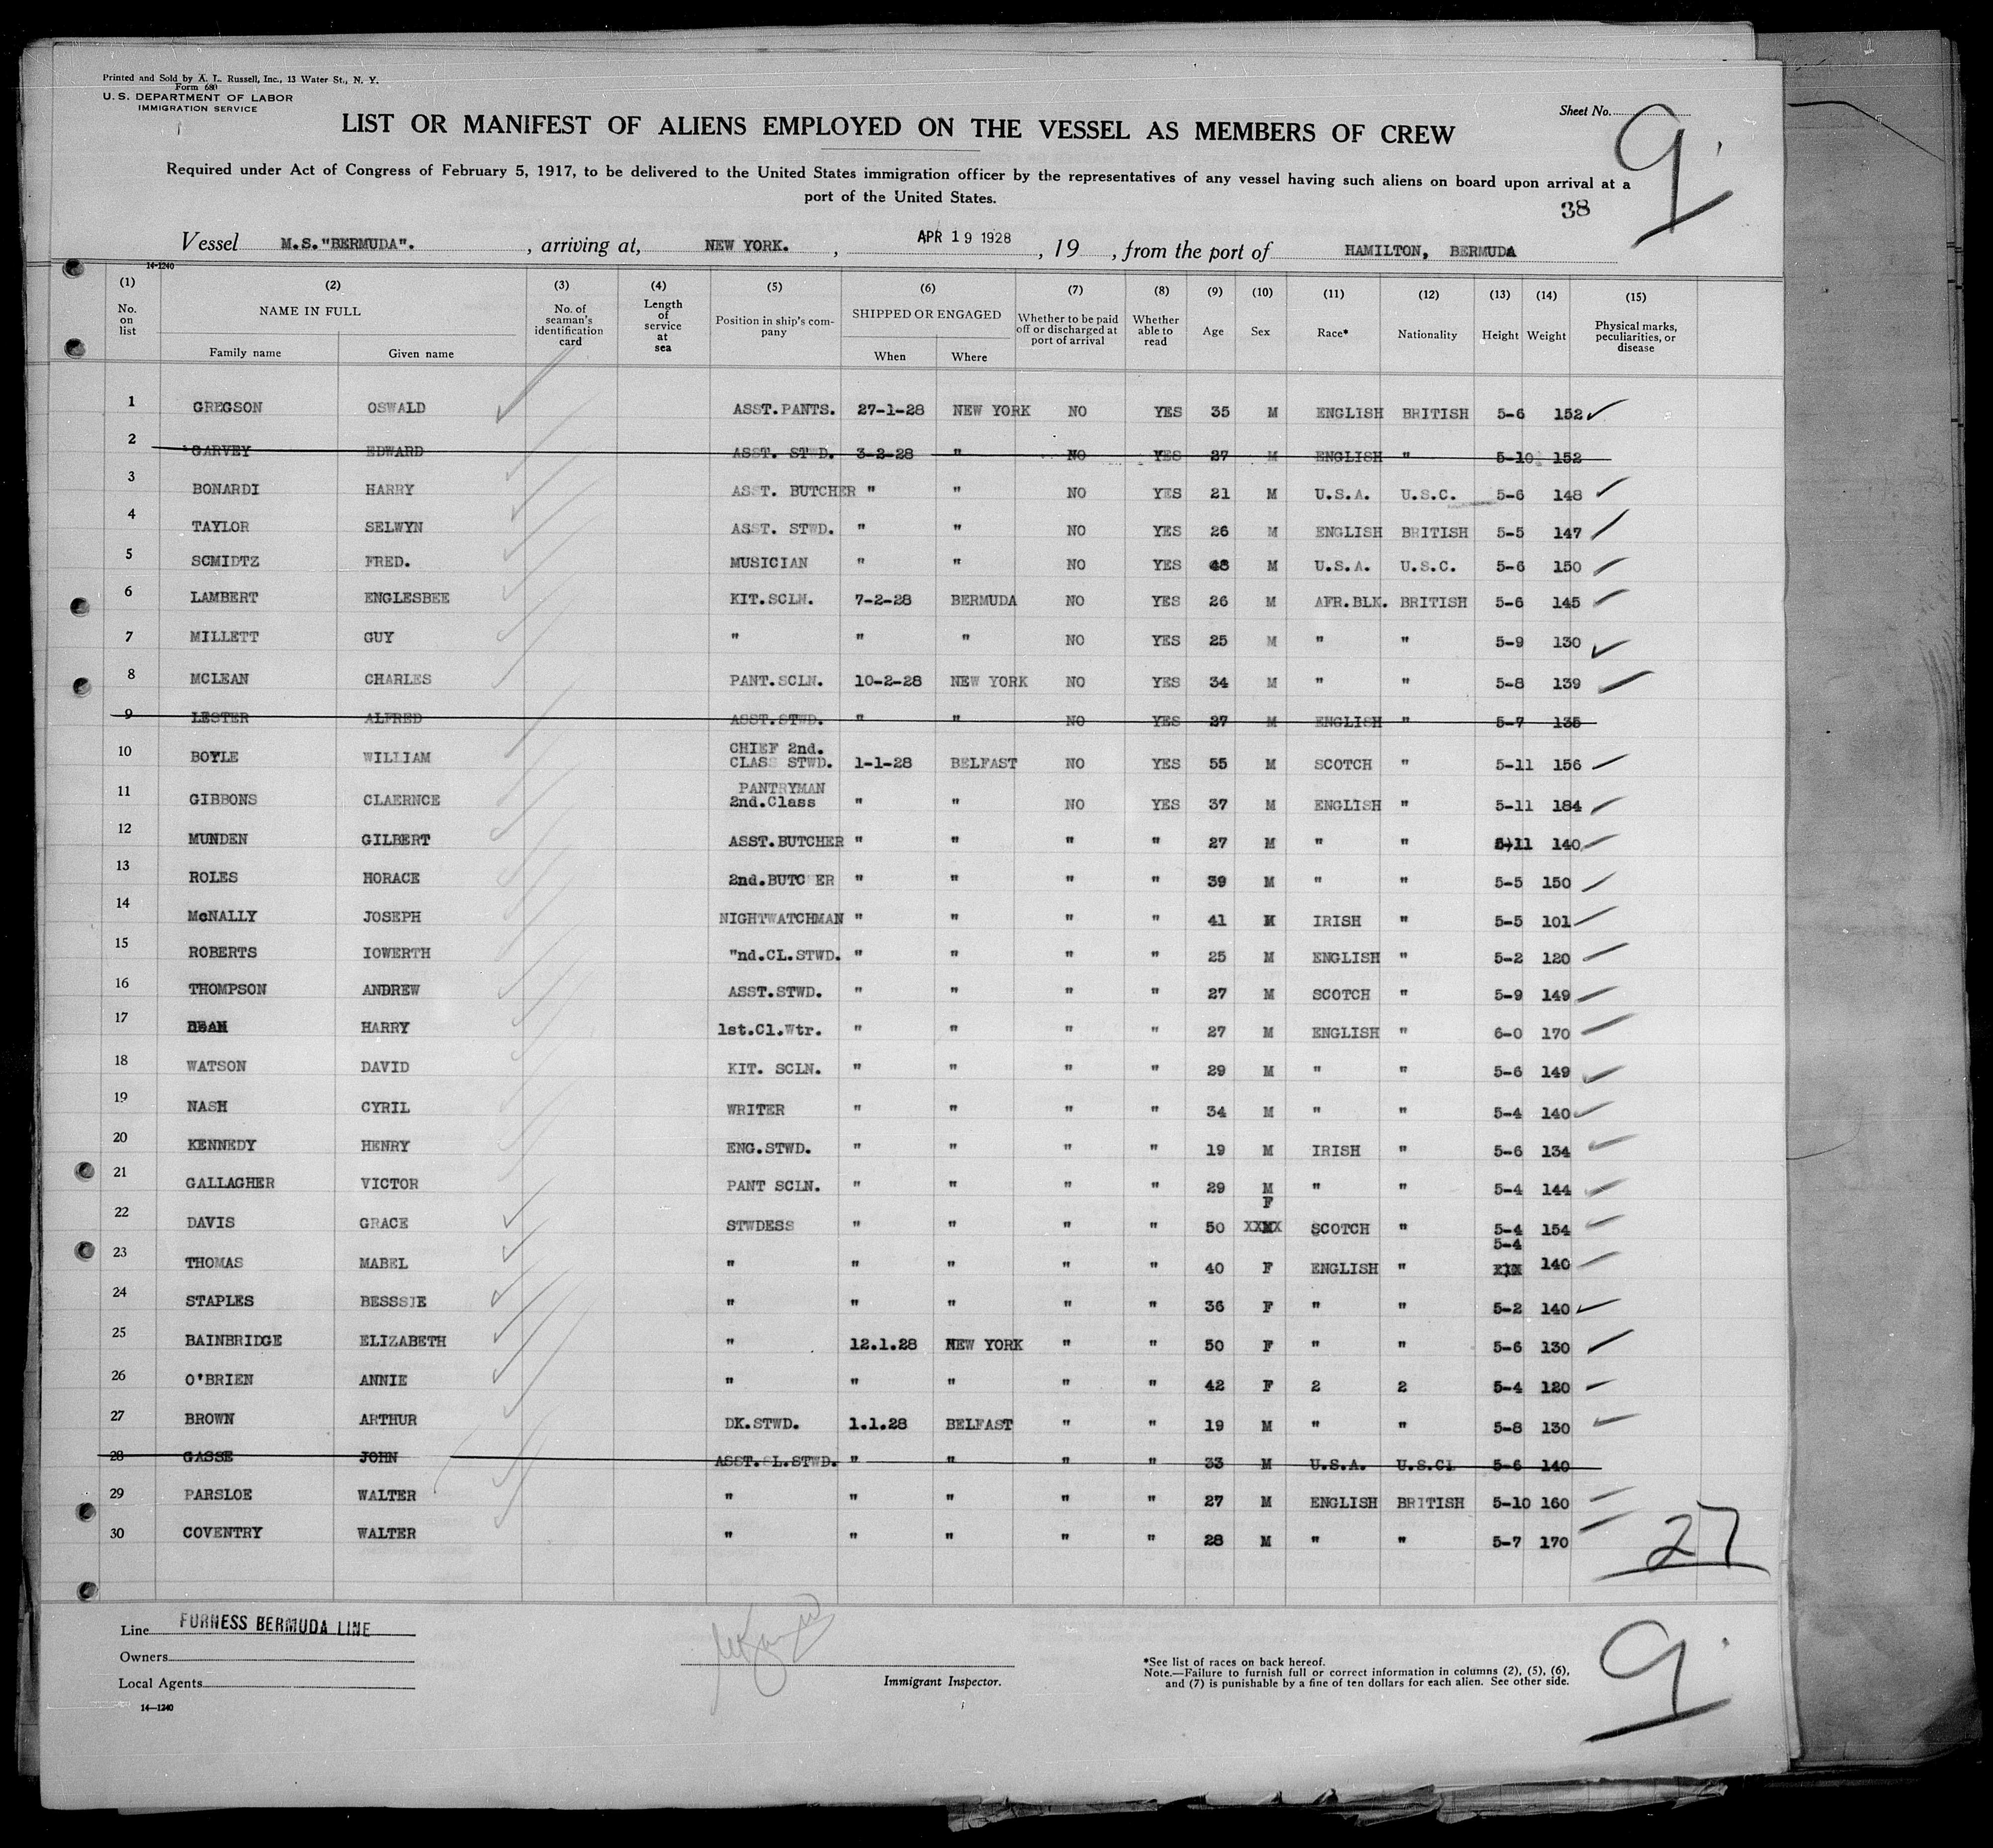 Printed and Sold by A. L. Russell, Inc., 13 Water St., N. Y.
Form 680
U. S. DEPARTMENT OF LABOR
IMMIGRATION SERVICE
Sheet No. 9
LIST OR MANIFEST OF ALIENS EMPLOYED ON THE VESSEL AS MEMBERS OF CREW
Required under Act of Congress of February 5, 1917, to be delivered to the United States immigration officer by the representatives of any vessel having such aliens on board upon arrival at a
port of the United States.
38
Vessel M.S."BERMUDA". , arriving at, NEW YORK. , APR 19 1928 , 19 , from the port of HAMILTON, BERMUDA
14-1240
(1) No. on list (2) NAME IN FULL Family name Given name (3) No. of seaman's identification card (4) Length of service at sea (5) Position in ship's company (6) SHIPPED OR ENGAGED When Where (7) Whether to be paid off or discharged at port of arrival (8) Whether able to read (9) Age (10) Sex (11) Race* (12) Nationality (13) Height (14) Weight (15) Physical marks, peculiarities, or disease
1 GREGSON OSWALD ASST.PANTS. 27-1-28 NEW YORK NO YES 35 M ENGLISH BRITISH 5-6 152
2 GARVEY EDWARD ASST. STWD. 3-2-28 " NO YES 27 M ENGLISH " 5-10 152
3 BONARDI HARRY ASST. BUTCHER " " NO YES 21 M U.S.A. U.S.C. 5-6 148
4 TAYLOR SELWYN ASST. STWD. " " NO YES 26 M ENGLISH BRITISH 5-5 147
5 SCMIDTZ FRED. MUSICIAN " " NO YES 48 M U.S.A. U.S.C. 5-6 150
6 LAMBERT ENGLESBEE KIT.SCLN. 7-2-28 BERMUDA NO YES 26 M AFR.BLK. BRITISH 5-6 145
7 MILLETT GUY " " " NO YES 25 M " " 5-9 130
8 MCLEAN CHARLES PANT.SCLN. 10-2-28 NEW YORK NO YES 34 M " " 5-8 139
9 LESTER ALFRED ASST.STWD. " " NO YES 27 M ENGLISH " 5-7 135
10 BOYLE WILLIAM CHIEF 2nd. CLASS STWD. 1-1-28 BELFAST NO YES 55 M SCOTCH " 5-11 156
11 GIBBONS CLAERNCE PANTRYMAN 2nd.Class " " NO YES 37 M ENGLISH " 5-11 184
12 MUNDEN GILBERT ASST.BUTCHER " " " " 27 M " " 5-11 140
13 ROLES HORACE 2nd.BUTC ER " " " " 39 M " " 5-5 150
14 McNALLY JOSEPH NIGHTWATCHMAN " " " " 41 M IRISH " 5-5 101
15 ROBERTS IOWERTH "nd.CL.STWD. " " " " 25 M ENGLISH " 5-2 120
16 THOMPSON ANDREW ASST.STWD. " " " " 27 M SCOTCH " 5-9 149
17 DEAN HARRY 1st.Cl.Wtr. " " " " 27 M ENGLISH " 6-0 170
18 WATSON DAVID KIT. SCLN. " " " " 29 M " " 5-6 149
19 NASH CYRIL WRITER " " " " 34 M " " 5-4 140
20 KENNEDY HENRY ENG.STWD. " " " " 19 M IRISH " 5-6 134
21 GALLAGHER VICTOR PANT SCLN. " " " " 29 M " " 5-4 144
22 DAVIS GRACE STWDESS " " " " 50 F XXXX SCOTCH " 5-4 154
23 THOMAS MABEL " " " " " 40 F ENGLISH " 5-4 140
24 STAPLES BESSSIE " " " " " 36 F " " 5-2 140
25 BAINBRIDGE ELIZABETH " 12.1.28 NEW YORK " " 50 F " " 5-6 130
26 O'BRIEN ANNIE " " " " " 42 F 2 2 5-4 120
27 BROWN ARTHUR DK.STWD. 1.1.28 BELFAST " " 19 M " " 5-8 130
28 GASSE JOHN ASST.CL.STWD. " " " " 33 M U.S.A. U.S.Cl 5-6 140
29 PARSLOE WALTER " " " " " 27 M ENGLISH BRITISH 5-10 160
30 COVENTRY WALTER " " " " " 28 M " " 5-7 170
27
Line FURNESS BERMUDA LINE
Owners
Local Agents
14-1240
Immigrant Inspector.
*See list of races on back hereof.
Note.—Failure to furnish full or correct information in columns (2), (5), (6),
and (7) is punishable by a fine of ten dollars for each alien. See other side.
9